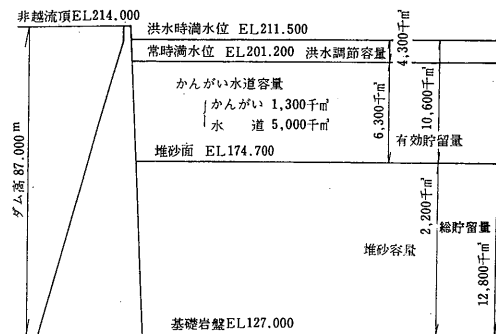 非越流頂EL214.000
洪水時満水位 EL211.500
常時満水位 EL201.200 洪水調節容量
4,300千㎥
かんがい水道容量
かんがい 1,300千㎥
水 道 5,000千㎥
6,300千㎥
10,600千㎥
有効貯留量
堆砂面 EL174.700
ダム高 87.000m
2,200千㎥
総貯留量
堆砂容量
12,800千㎥
基礎岩盤EL127.000